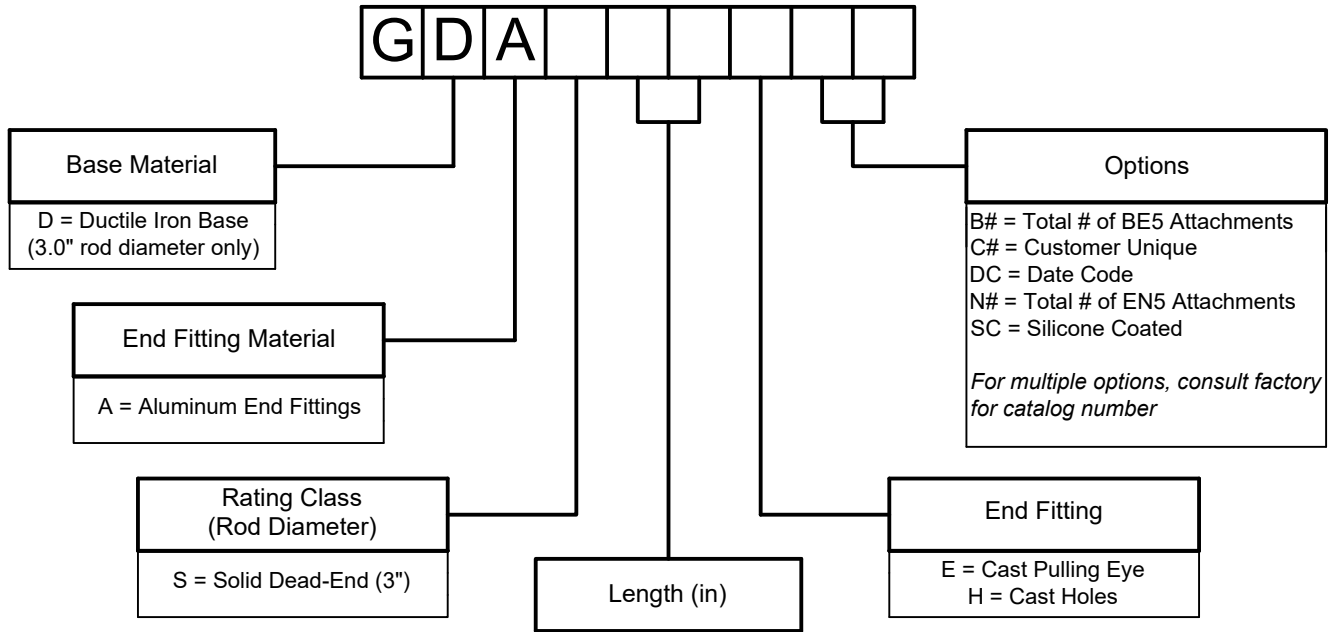 GDA
Base Material
D = Ductile Iron Base
(3.0" rod diameter only)
End Fitting Material
A = Aluminum End Fittings
Rating Class
(Rod Diameter)
S = Solid Dead-End (3")
Length (in)
End Fitting
E = Cast Pulling Eye
H = Cast Holes
Options
B# = Total # of BE5 Attachments
C# = Customer Unique
DC = Date Code
N# = Total # of EN5 Attachments
SC = Silicone Coated
For multiple options, consult factory
for catalog number